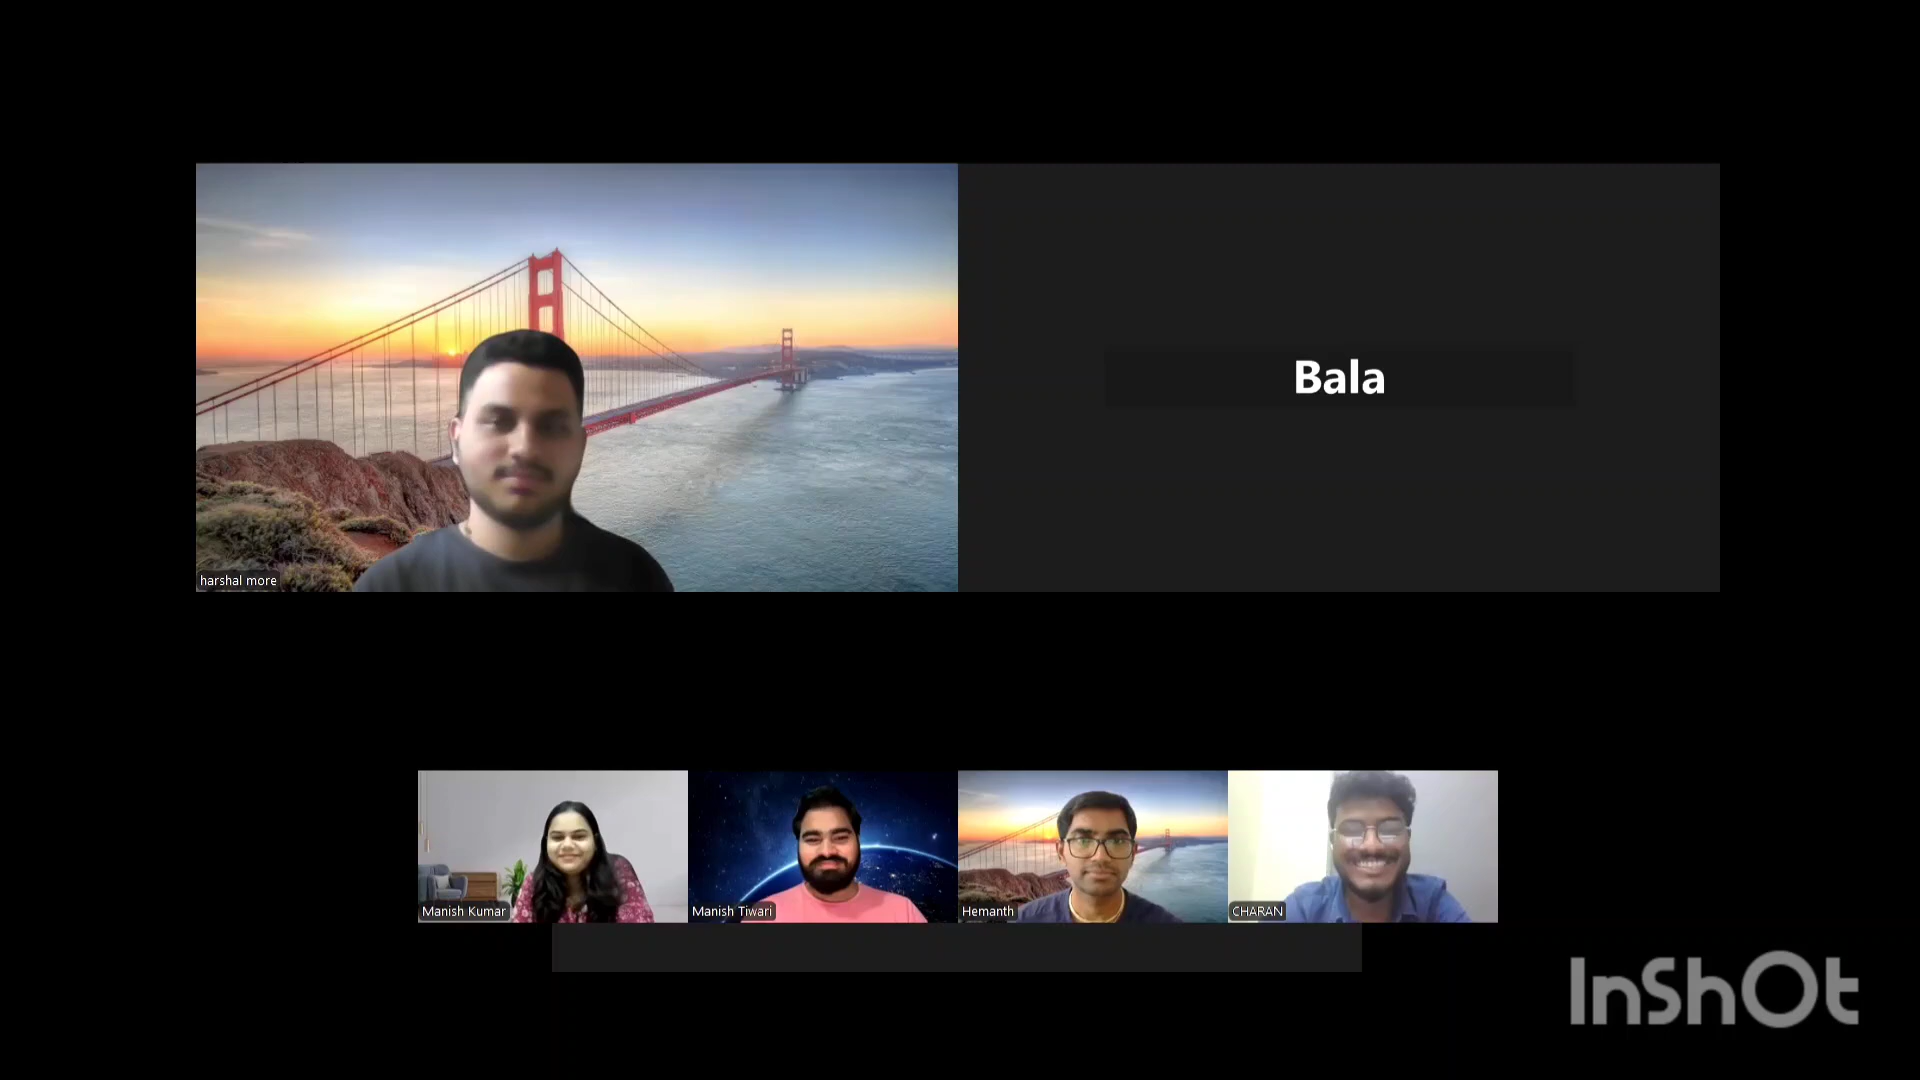 Bala
harshal more
Manish Kumar
Manish Tiwari
Hemanth
CHARAN
InShOt